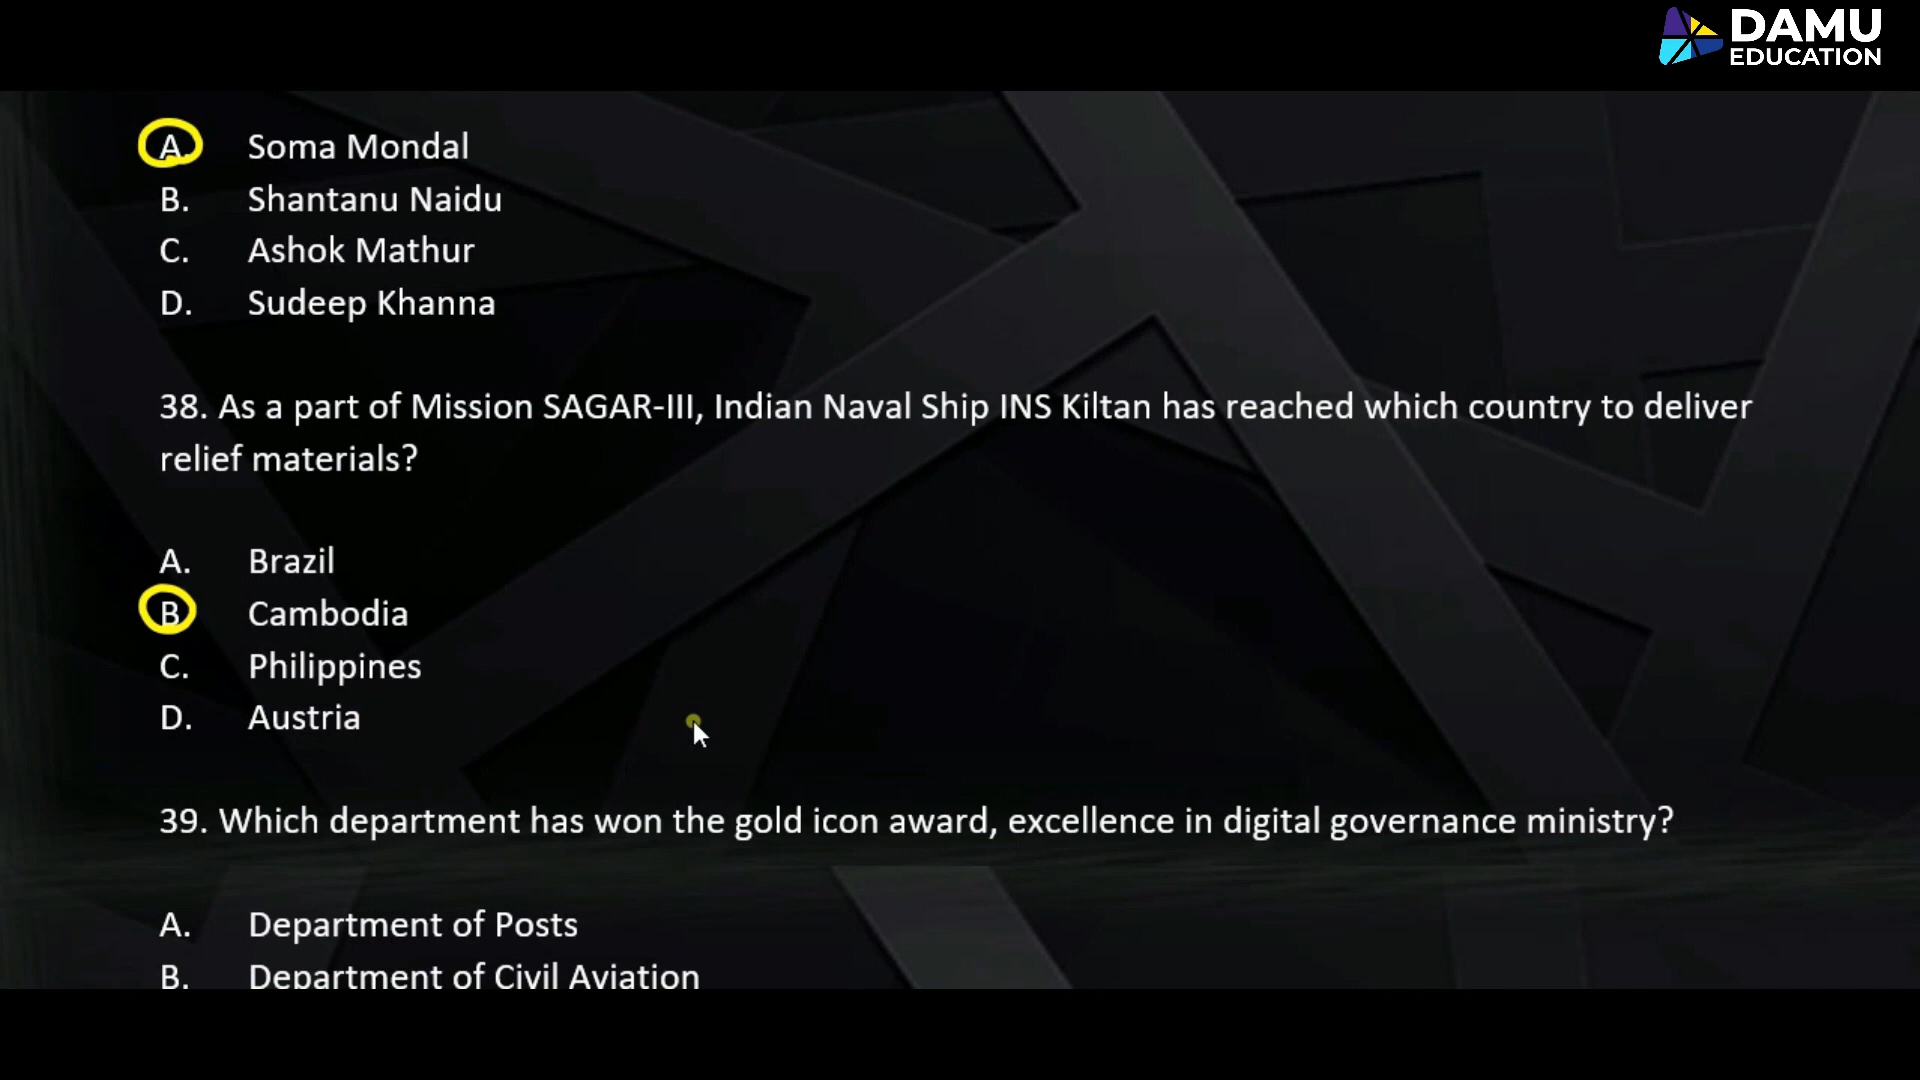 DAMU
EDUCATION
A. Soma Mondal
B. Shantanu Naidu
C. Ashok Mathur
D. Sudeep Khanna
38. As a part of Mission SAGAR-III, Indian Naval Ship INS Kiltan has reached which country to deliver
relief materials?
A. Brazil
B Cambodia
C. Philippines
D. Austria
39. Which department has won the gold icon award, excellence in digital governance ministry?
A. Department of Posts
B. Department of Civil Aviation